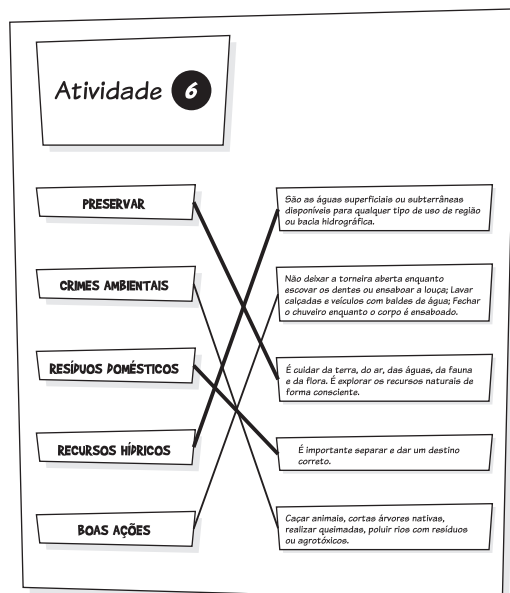 Atividade 6
PRESERVAR
São as águas superficiais ou subterrâneas
disponíveis para qualquer tipo de uso de região
ou bacia hidrográfica.
CRIMES AMBIENTAIS
Não deixar a torneira aberta enquanto
escovar os dentes ou ensaboar a louça; Lavar
calçadas e veículos com baldes de água; Fechar
o chuveiro enquanto o corpo é ensaboado.
RESÍDUOS DOMÉSTICOS
É cuidar da terra, do ar, das águas, da fauna
e da flora. É explorar os recursos naturais de
forma consciente.
RECURSOS HÍDRICOS
É importante separar e dar um destino
correto.
BOAS AÇÕES
Caçar animais, cortas árvores nativas,
realizar queimadas, poluir rios com resíduos
ou agrotóxicos.